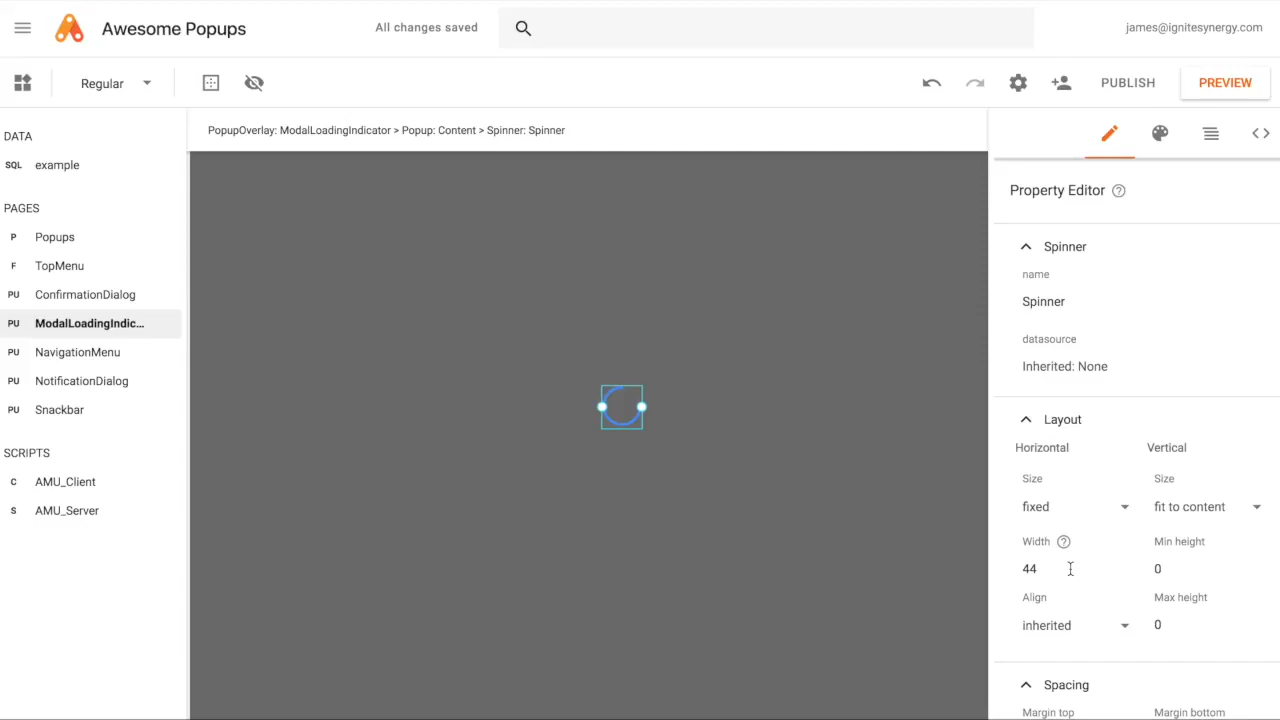 Awesome Popups
All changes saved
james@ignitesynergy.com
Regular
PUBLISH
PREVIEW
DATA
SQL example
PAGES
P Popups
F TopMenu
PU ConfirmationDialog
PU ModalLoadingIndic...
PU NavigationMenu
PU NotificationDialog
PU Snackbar
SCRIPTS
C AMU_Client
S AMU_Server
PopupOverlay: ModalLoadingIndicator > Popup: Content > Spinner: Spinner
Property Editor ?
Spinner
name
Spinner
datasource
Inherited: None
Layout
Horizontal Vertical
Size Size
fixed fit to content
Width ? Min height
44 0
Align Max height
inherited 0
Spacing
Margin top Margin bottom